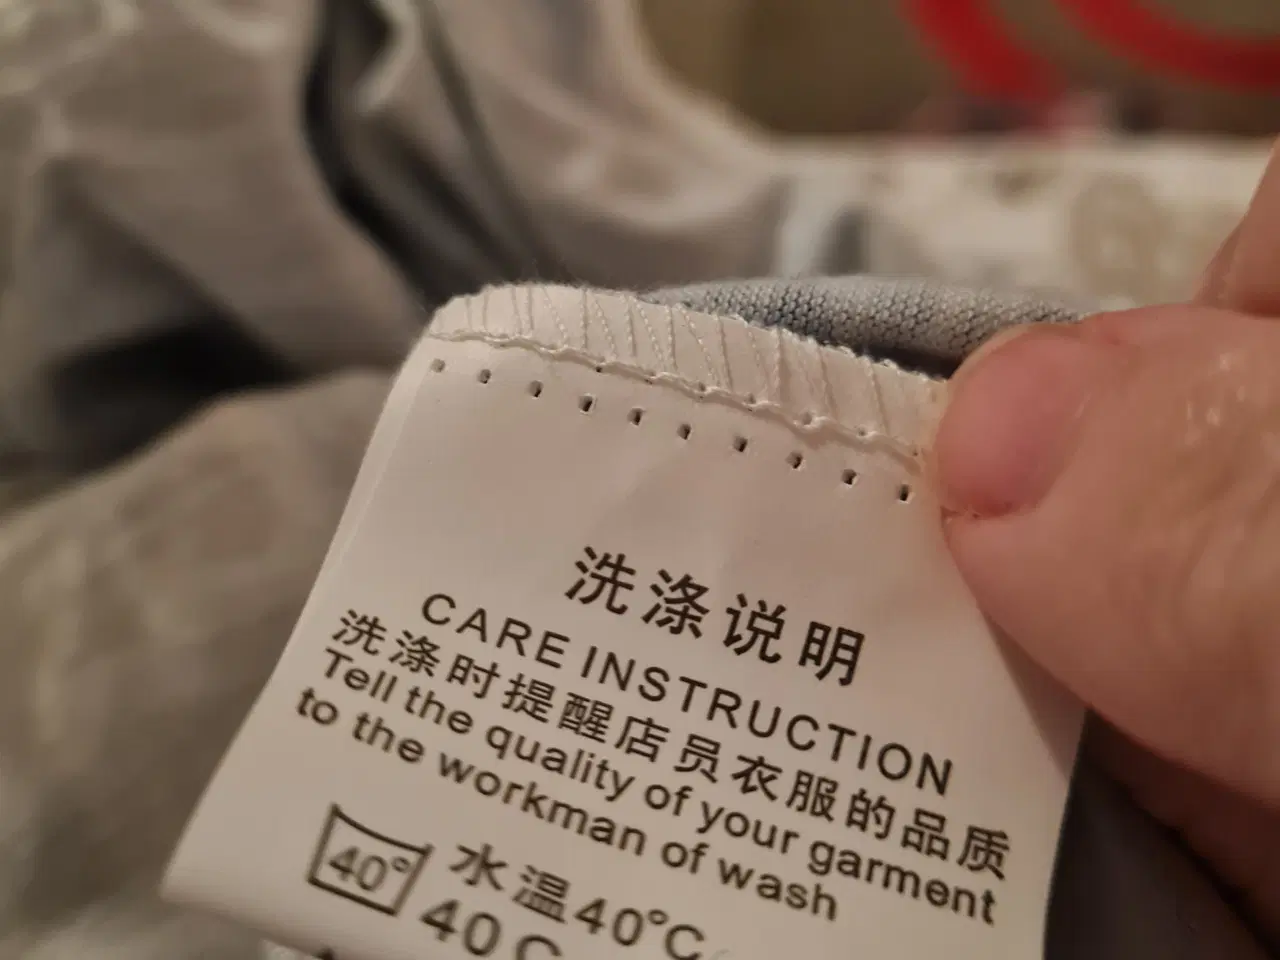 洗涤说明
CARE INSTRUCTION
洗涤时提醒店员衣服的品质
Tell the quality of your garment
to the workman of wash
40°
水温40°C
40 C